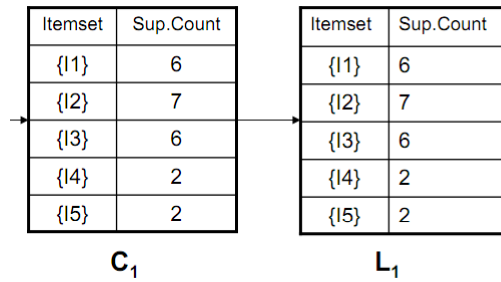 Itemset Sup.Count
{I1} 6
{I2} 7
{I3} 6
{I4} 2
{I5} 2
C1
Itemset Sup.Count
{I1} 6
{I2} 7
{I3} 6
{I4} 2
{I5} 2
L1